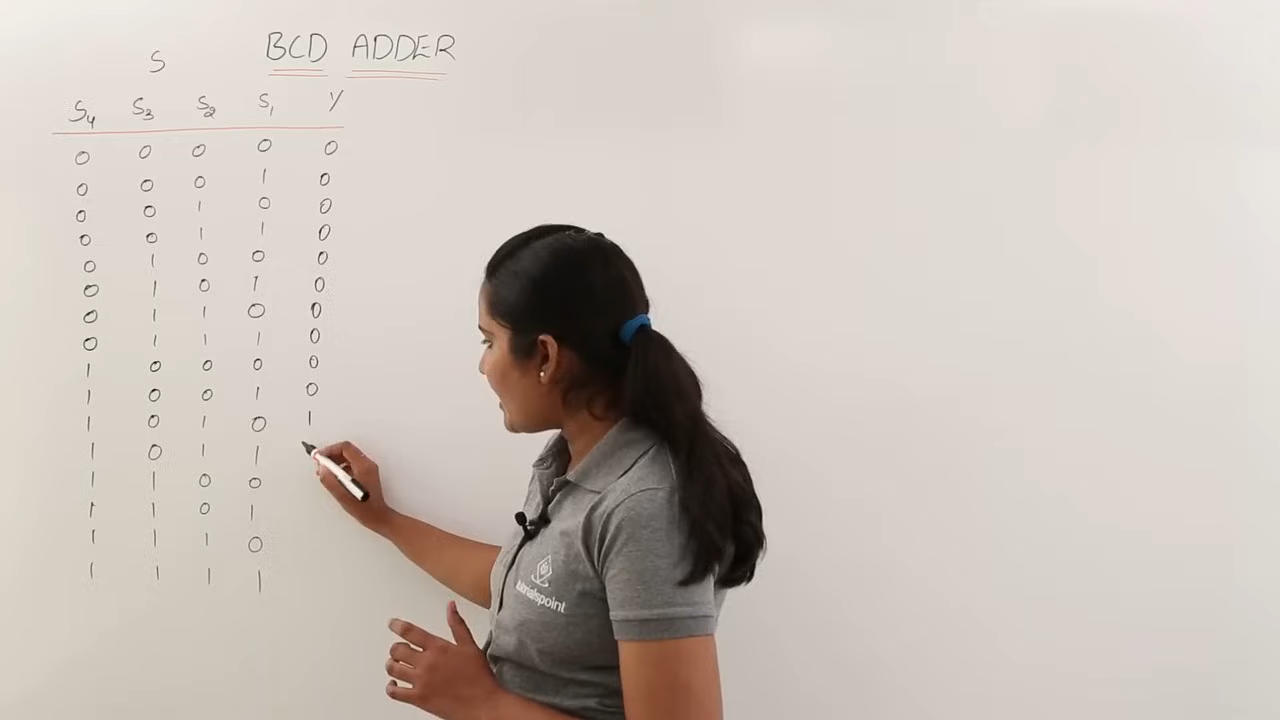 BCD ADDER
S
S4 S3 S2 S1 Y
0 0 0 0 0
0 0 0 1 0
0 0 1 0 0
0 0 1 1 0
0 1 0 0 0
0 1 0 1 0
0 1 1 0 0
0 1 1 1 0
1 0 0 0 0
1 0 0 1 0
1 0 1 0 1
1 0 1 1
1 1 0 0
1 1 0 1
1 1 1 0
1 1 1 1
tutorialspoint